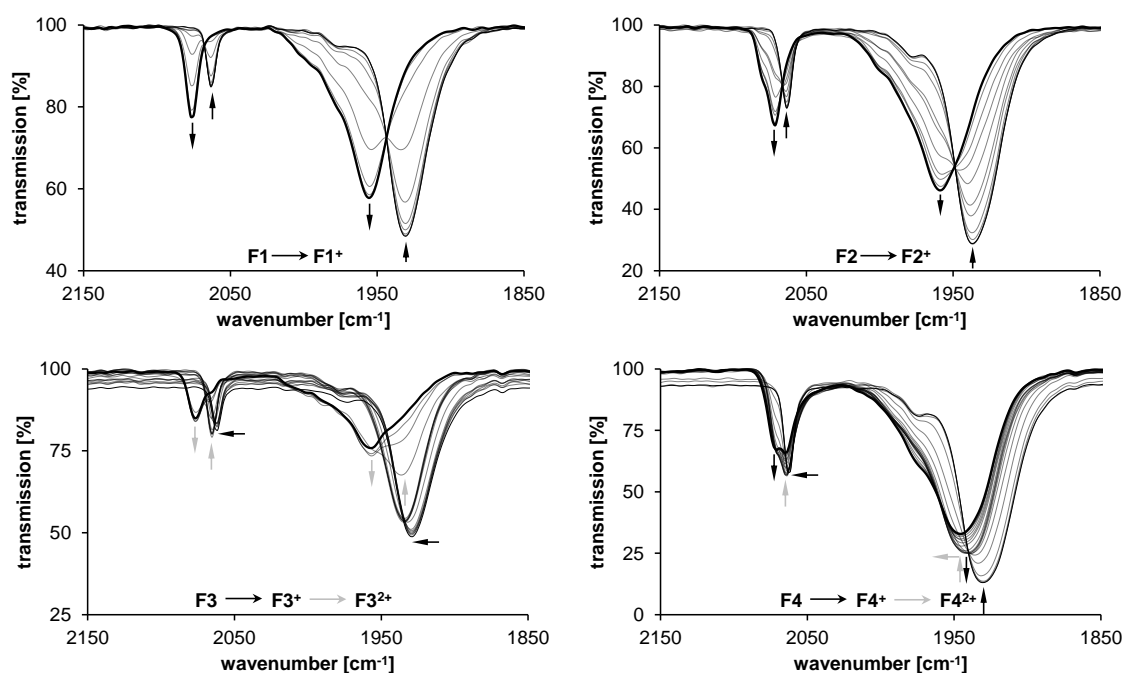 100
80
60
40
transmission [%]
F1 → F1+
2150 2050 1950 1850
wavenumber [cm-1]
100
80
60
40
20
transmission [%]
F2 → F2+
2150 2050 1950 1850
wavenumber [cm-1]
100
75
50
25
transmission [%]
F3 → F3+ → F32+
2150 2050 1950 1850
wavenumber [cm-1]
100
75
50
25
0
transmission [%]
F4 → F4+ → F42+
2150 2050 1950 1850
wavenumber [cm-1]